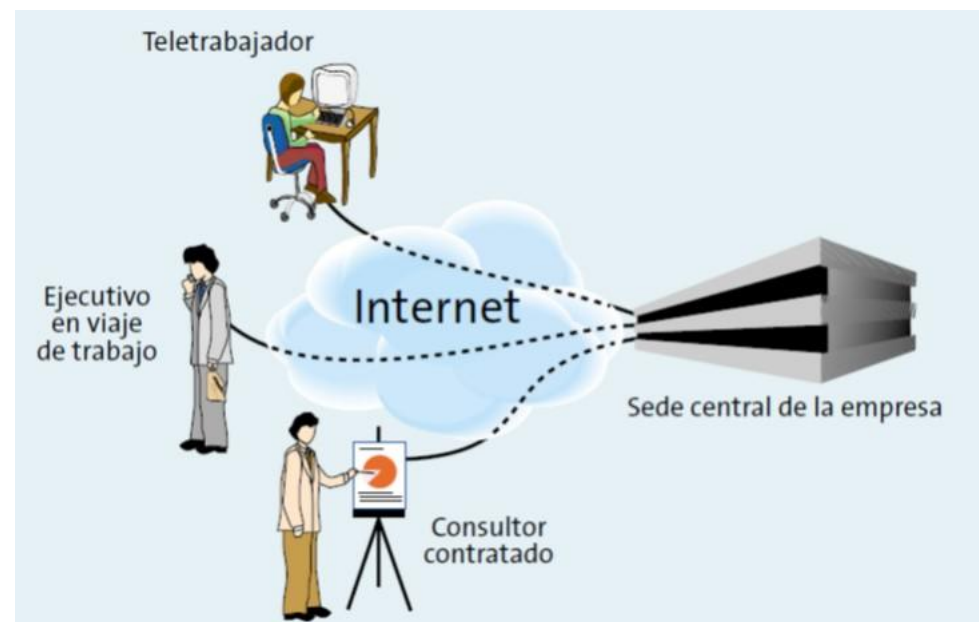 Teletrabajador
Ejecutivo
en viaje
de trabajo
Internet
Sede central de la empresa
Consultor
contratado